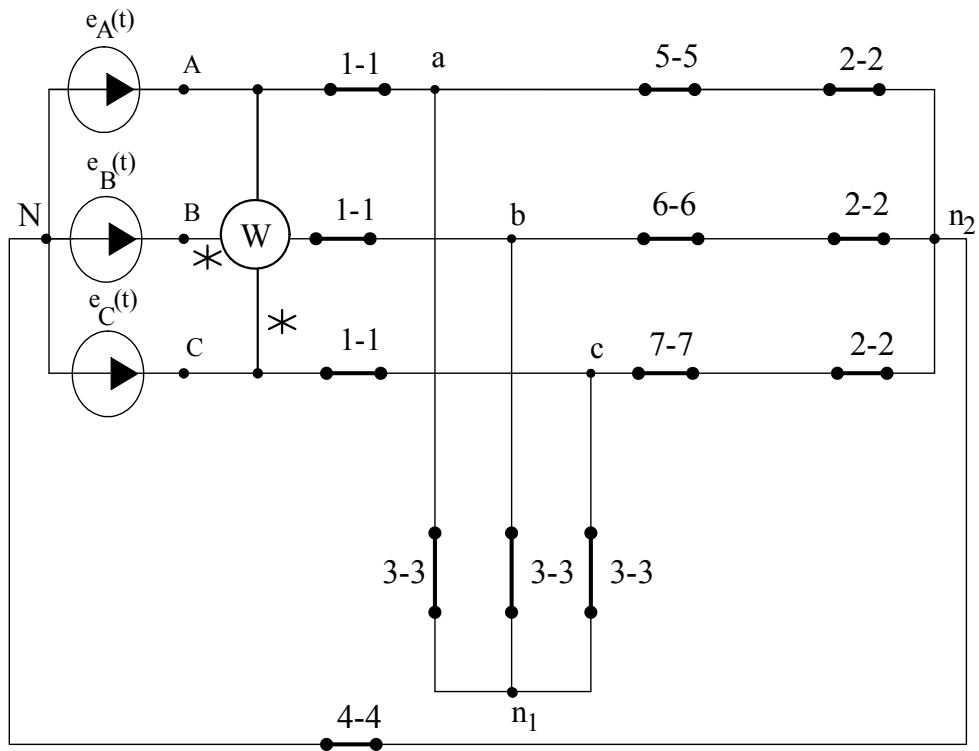 e_A(t)
A
1-1
a
5-5
2-2
e_B(t)
N
B
W
1-1
b
6-6
2-2
n_2
e_C(t)
C
1-1
c
7-7
2-2
3-3
3-3
3-3
n_1
4-4